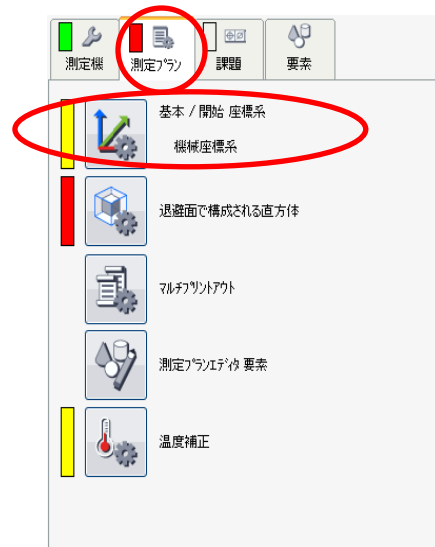 測定機 測定ﾌﾟﾗﾝ 課題 要素
基本 / 開始 座標系
機械座標系
退避面で構成される直方体
ﾏﾙﾁﾌﾟﾘﾝﾄｱｳﾄ
測定ﾌﾟﾗﾝｴﾃﾞｨﾀ 要素
温度補正